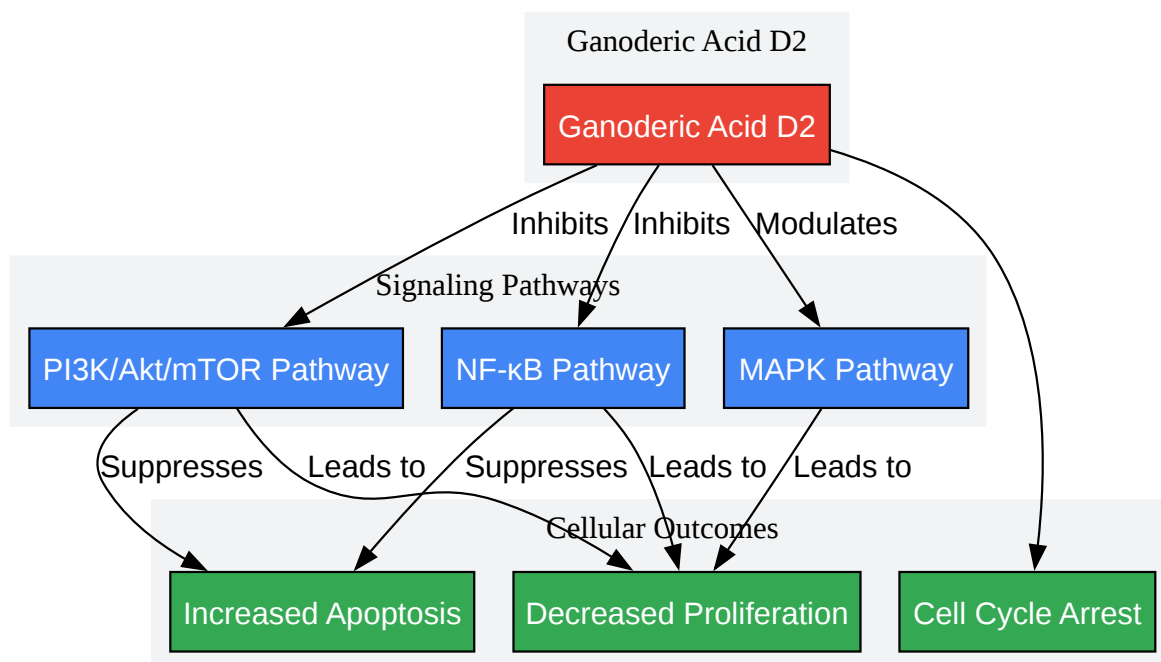 Ganoderic Acid D2
Ganoderic Acid D2
Inhibits
Inhibits
Modulates
Signaling Pathways
PI3K/Akt/mTOR Pathway
NF-κB Pathway
MAPK Pathway
Suppresses
Leads to
Suppresses
Leads to
Leads to
Cellular Outcomes
Increased Apoptosis
Decreased Proliferation
Cell Cycle Arrest